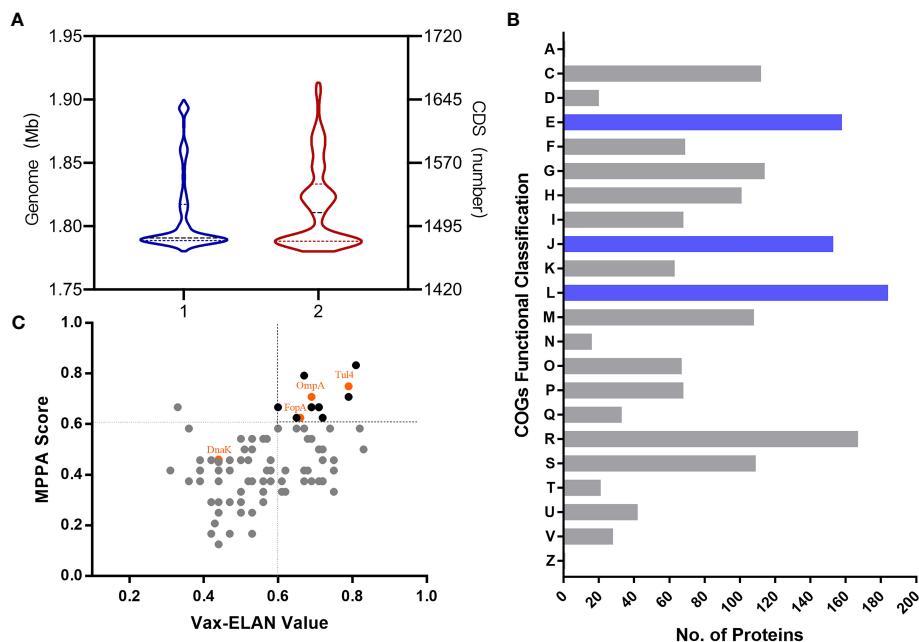 A
1.95
1.90
1.85
1.80
1.75
Genome (Mb)
1720
1645
1570
1495
1420
CDS (number)
1
2
B
A
C
D
E
F
G
H
I
J
K
L
M
N
O
P
Q
R
S
T
U
V
Z
COGs Functional Classification
0
20
40
60
80
100
120
140
160
180
200
No. of Proteins
C
1.0
0.8
0.6
0.4
0.2
0.0
MPPA Score
Tul4
OmpA
FopA
DnaK
0.2
0.4
0.6
0.8
1.0
Vax-ELAN Value